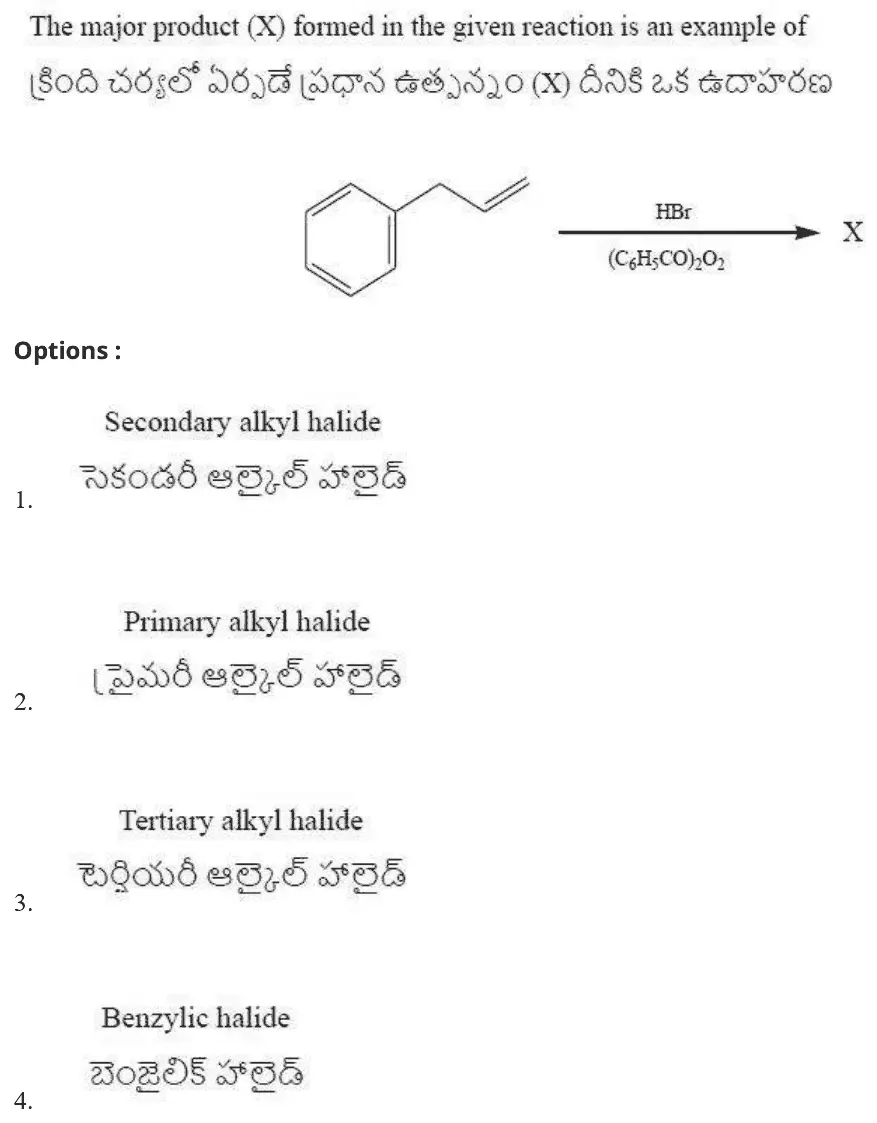 The major product (X) formed in the given reaction is an example of
క్రింది చర్యలో ఏర్పడే ప్రధాన ఉత్పన్నం (X) దీనికి ఒక ఉదాహరణ
HBr
X
(C₆H₅CO)₂O₂
Options :
Secondary alkyl halide
సెకండరీ ఆల్కైల్ హాలైడ్
1.
Primary alkyl halide
ప్రైమరీ ఆల్కైల్ హాలైడ్
2.
Tertiary alkyl halide
టెర్షియరీ ఆల్కైల్ హాలైడ్
3.
Benzylic halide
బెంజైలిక్ హాలైడ్
4.